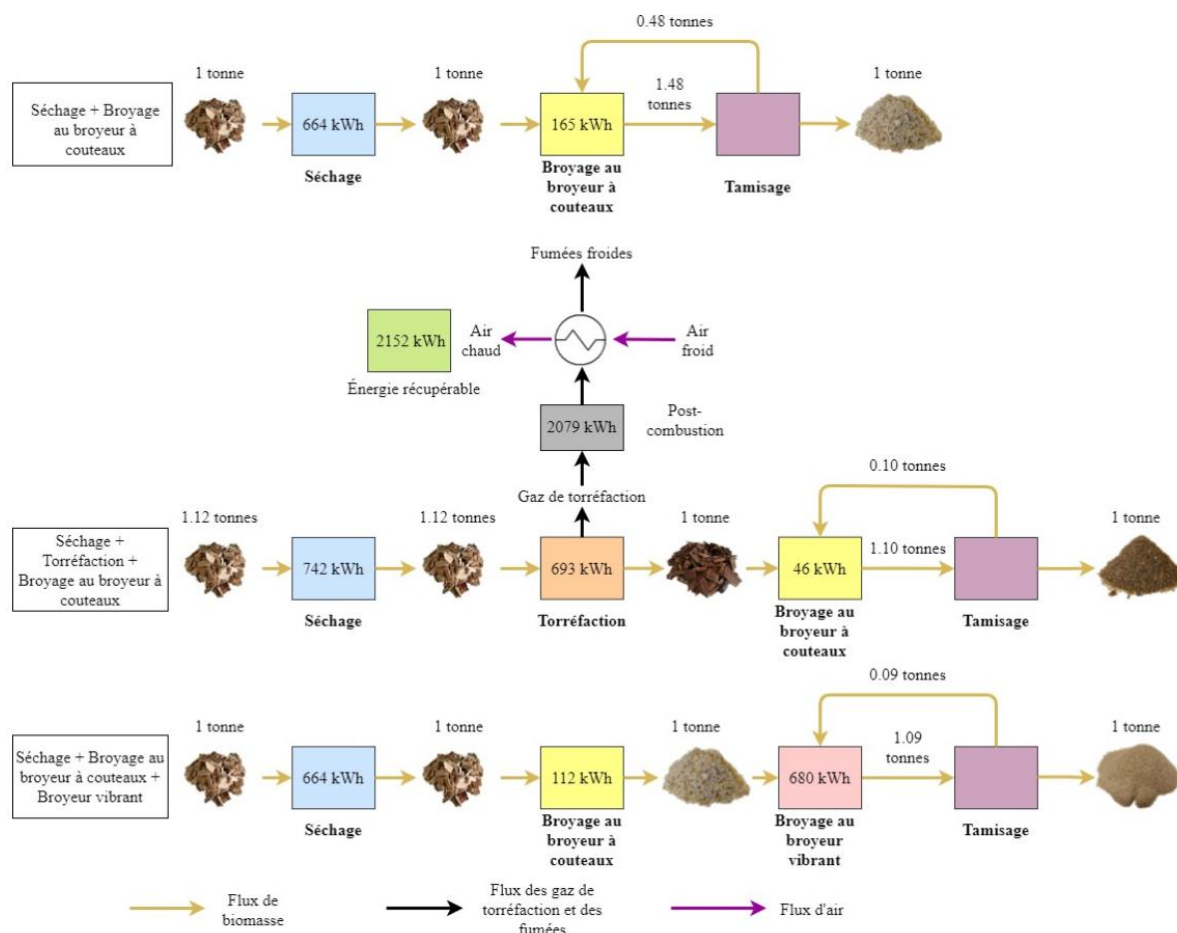 0.48 tonnes
1 tonne
1 tonne
1.48
tonnes
1 tonne
Séchage + Broyage
au broyeur à
couteaux
664 kWh
165 kWh
Séchage
Broyage au
broyeur à
couteaux
Tamisage
Fumées froides
2152 kWh
Air
chaud
Air
froid
Énergie récupérable
2079 kWh
Post-
combustion
Gaz de torréfaction
0.10 tonnes
1.12 tonnes
1.12 tonnes
1 tonne
1.10 tonnes
1 tonne
Séchage +
Torréfaction +
Broyage au broyeur à
couteaux
742 kWh
693 kWh
46 kWh
Séchage
Torréfaction
Broyage au
broyeur à
couteaux
Tamisage
0.09 tonnes
1 tonne
1 tonne
1 tonne
1.09
tonnes
1 tonne
Séchage + Broyage au
broyeur à couteaux +
Broyeur vibrant
664 kWh
112 kWh
680 kWh
Séchage
Broyage au
broyeur à
couteaux
Broyage au
broyeur
vibrant
Tamisage
Flux de
biomasse
Flux des gaz de
torréfaction et des
fumées
Flux d'air